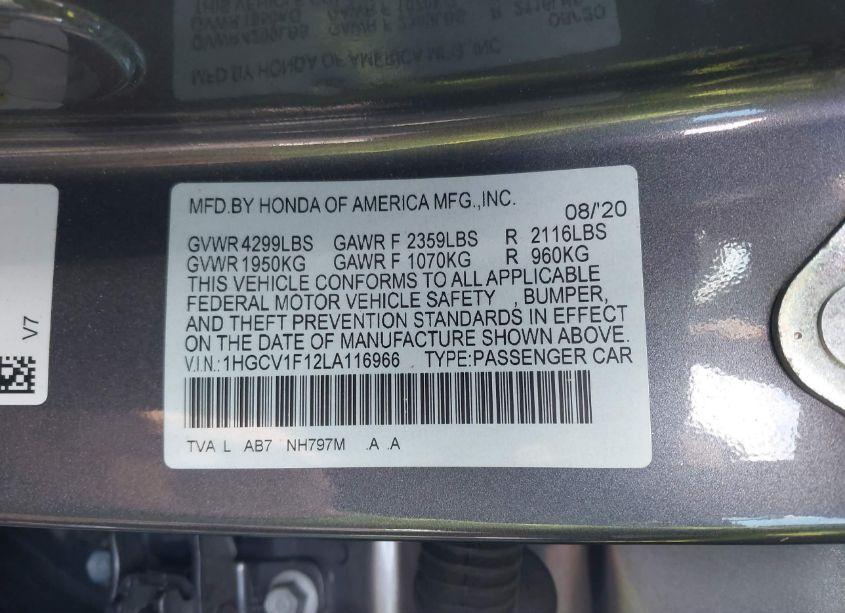 MFD.BY HONDA OF AMERICA MFG.,INC. 08/'20
GVWR 4299LBS GAWR F 2359LBS R 2116LBS
GVWR 1950KG GAWR F 1070KG R 960KG
THIS VEHICLE CONFORMS TO ALL APPLICABLE
FEDERAL MOTOR VEHICLE SAFETY , BUMPER,
AND THEFT PREVENTION STANDARDS IN EFFECT
ON THE DATE OF MANUFACTURE SHOWN ABOVE.
V.I.N.:1HGCV1F12LA116966 TYPE:PASSENGER CAR
TVA L AB7 NH797M .A .A
V7